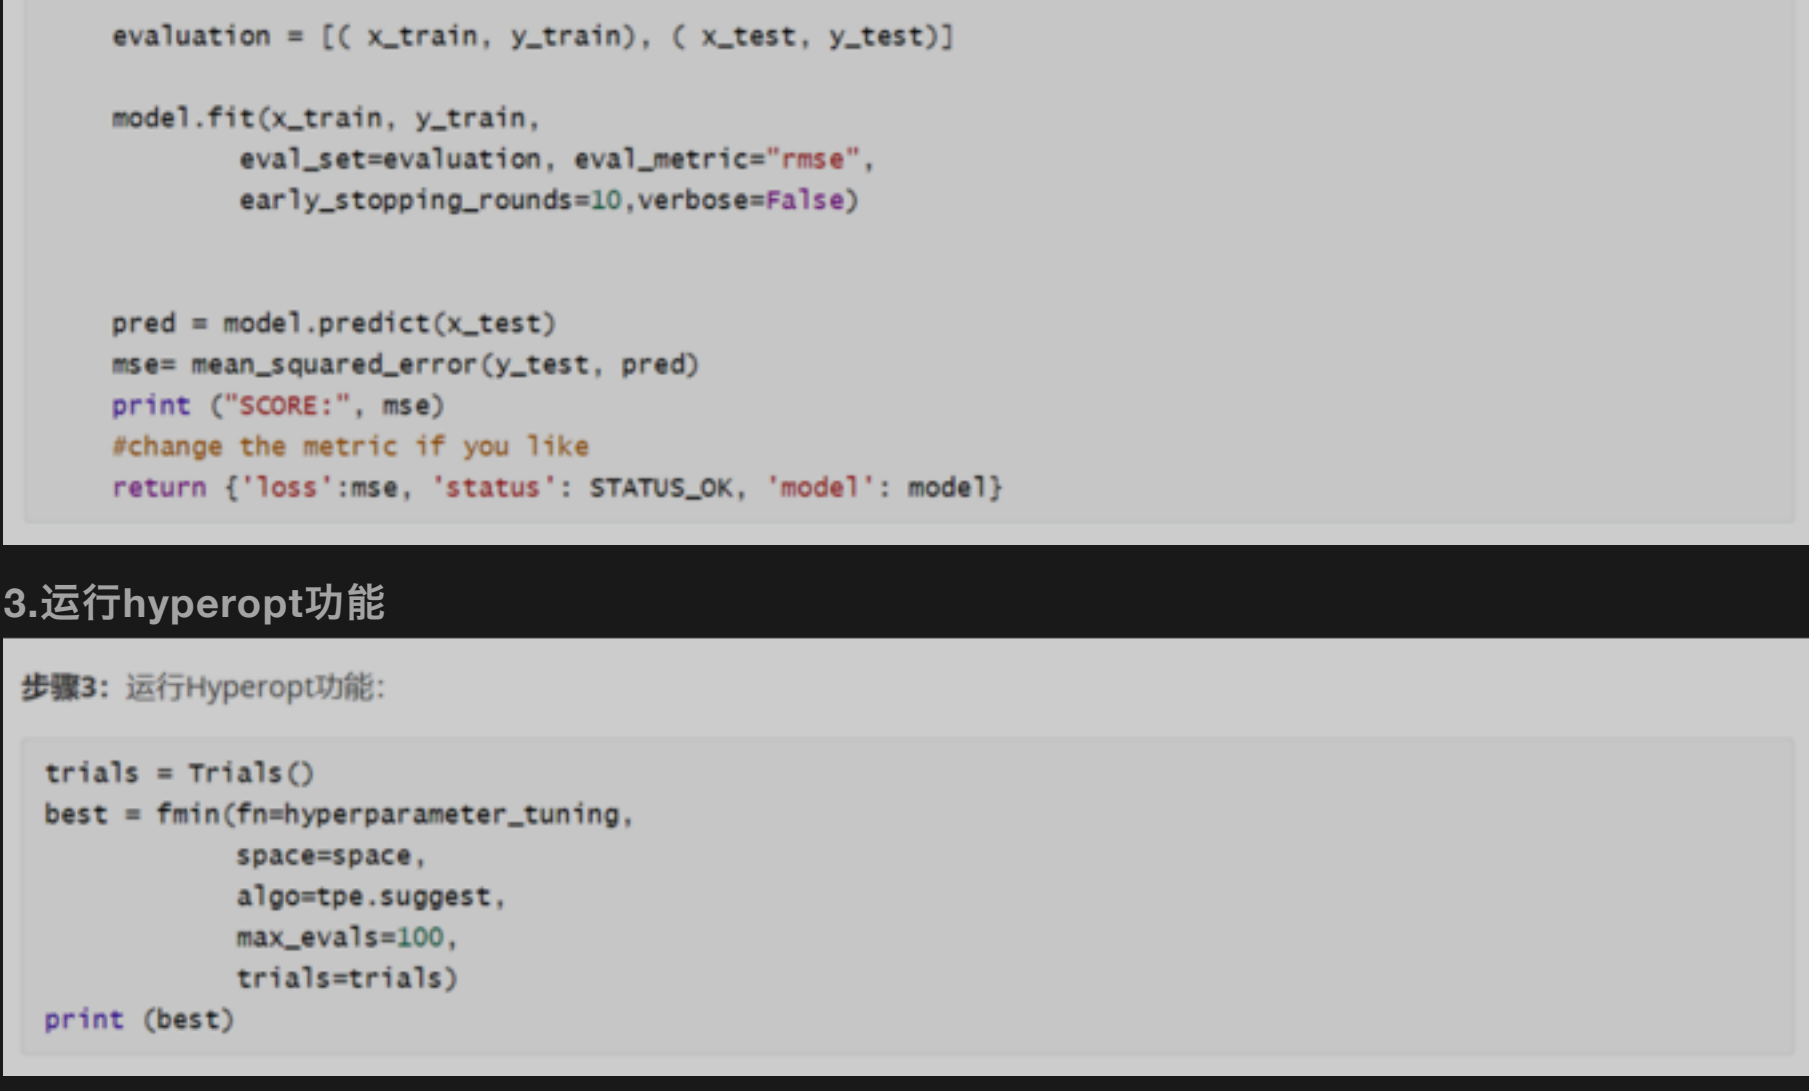 evaluation = [( x_train, y_train), ( x_test, y_test)]
model.fit(x_train, y_train,
eval_set=evaluation, eval_metric="rmse",
early_stopping_rounds=10,verbose=False)
pred = model.predict(x_test)
mse= mean_squared_error(y_test, pred)
print ("SCORE:", mse)
#change the metric if you like
return {'loss':mse, 'status': STATUS_OK, 'model': model}
3.运行hyperopt功能
步骤3：运行Hyperopt功能：
trials = Trials()
best = fmin(fn=hyperparameter_tuning,
space=space,
algo=tpe.suggest,
max_evals=100,
trials=trials)
print (best)